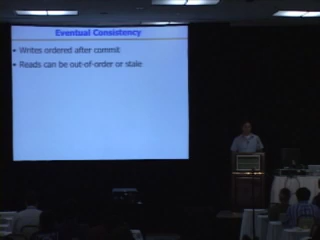 Eventual Consistency
• Writes ordered after commit
• Reads can be out-of-order or stale